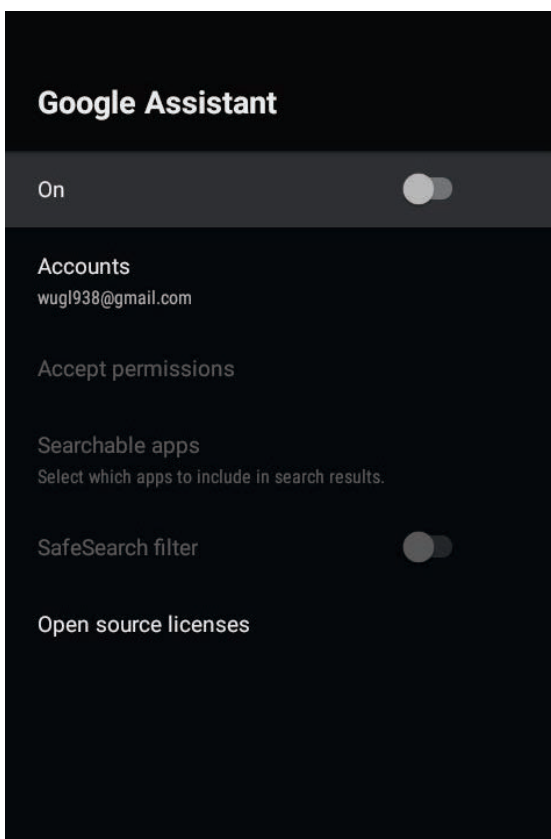 Google Assistant
On
Accounts
wugl938@gmail.com
Accept permissions
Searchable apps
Select which apps to include in search results.
SafeSearch filter
Open source licenses